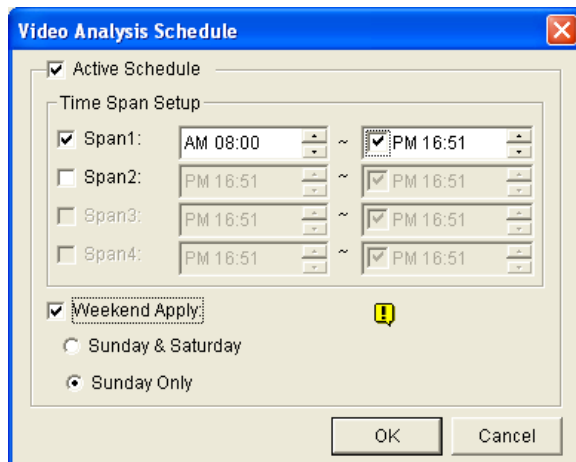 Video Analysis Schedule
Active Schedule
Time Span Setup
Span1: AM 08:00 ~ PM 16:51
Span2: PM 16:51 ~ PM 16:51
Span3: PM 16:51 ~ PM 16:51
Span4: PM 16:51 ~ PM 16:51
Weekend Apply:
Sunday & Saturday
Sunday Only
OK Cancel